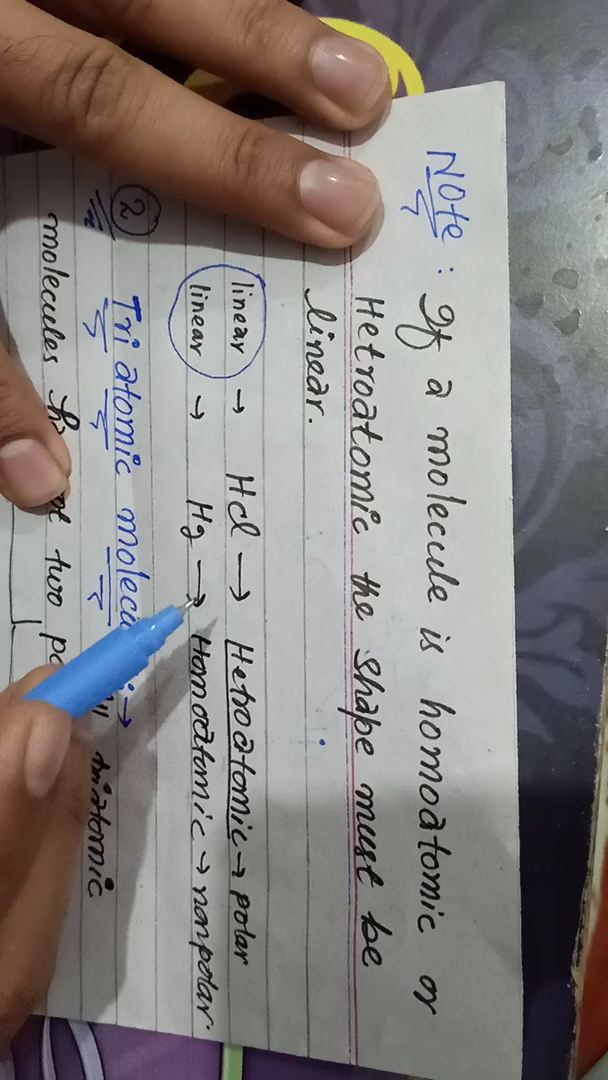 Note : If a molecule is homoatomic or
Hetroatomic the shape must be
linear.
linear → HCl → Hetroatomic → polar
linear → H2 → Homoatomic → nonpolar.
② Tri atomic
molecules two